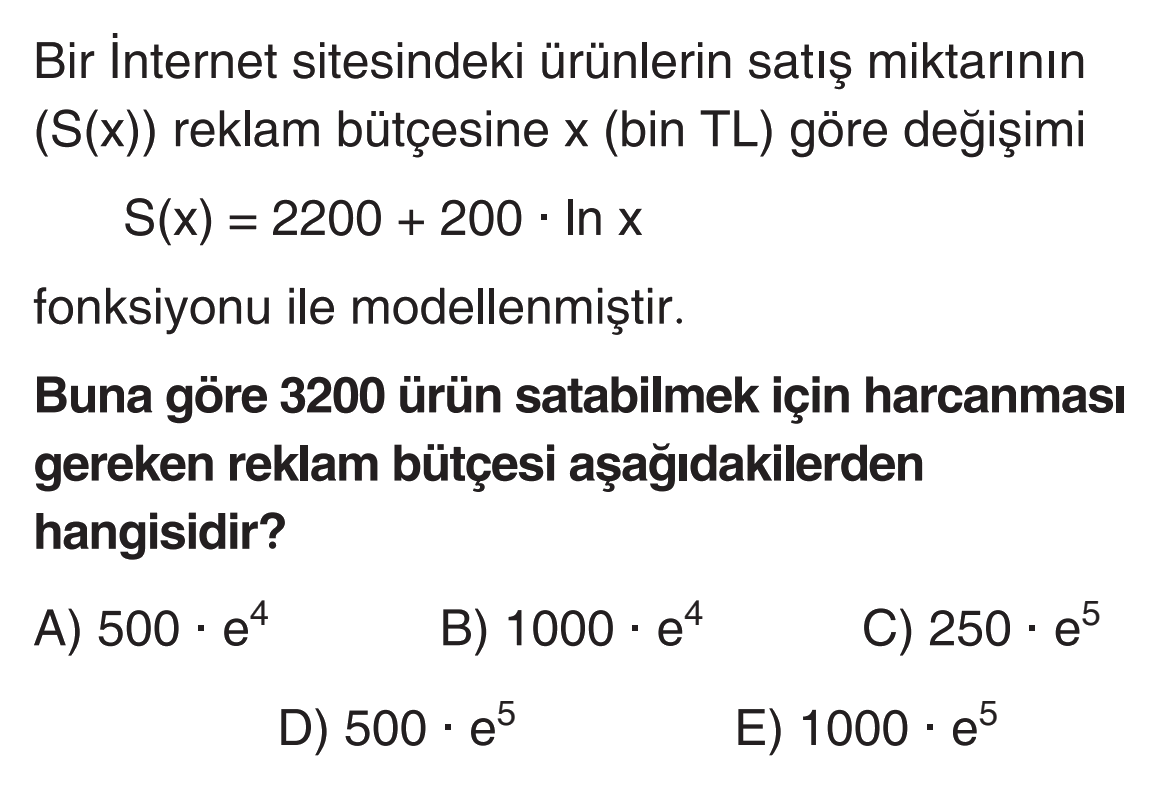 Bir İnternet sitesindeki ürünlerin satış miktarının
(S(x)) reklam bütçesine x (bin TL) göre değişimi
S(x) = 2200 + 200 · ln x
fonksiyonu ile modellenmiştir.
Buna göre 3200 ürün satabilmek için harcanması
gereken reklam bütçesi aşağıdakilerden
hangisidir?
A) 500 · e⁴ B) 1000 · e⁴ C) 250 · e⁵
D) 500 · e⁵ E) 1000 · e⁵